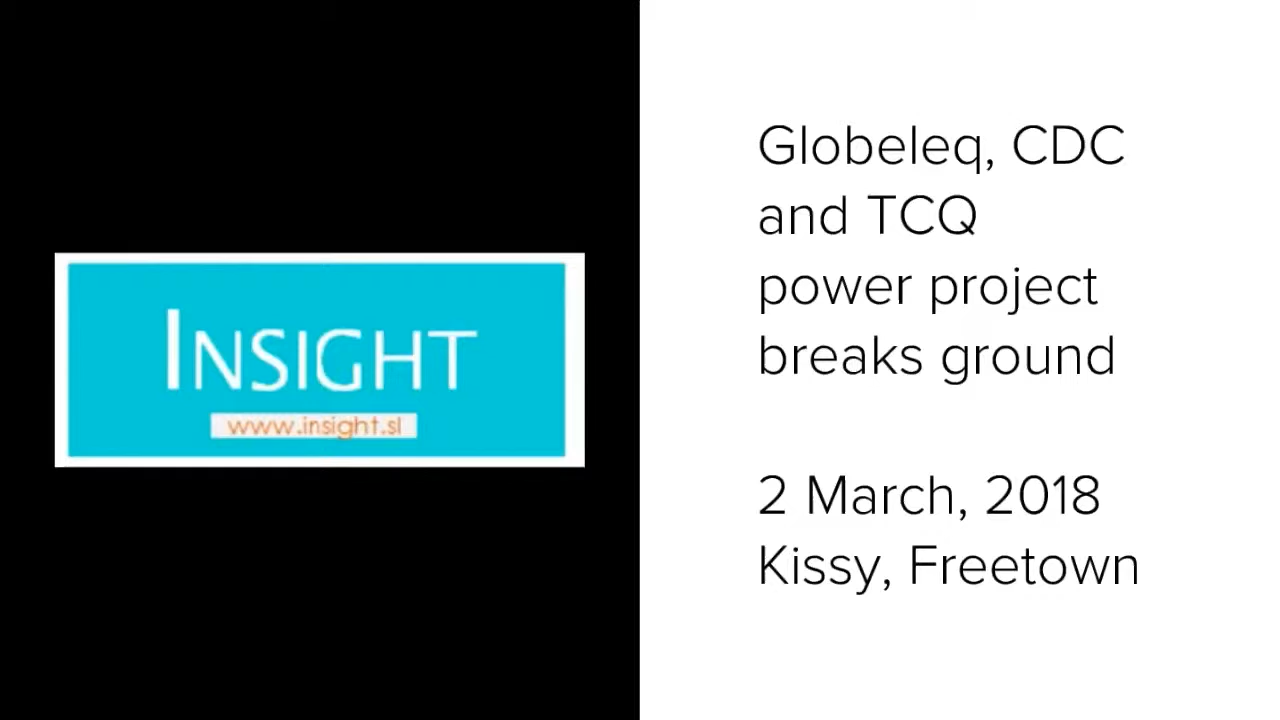 INSIGHT
www.insight.sl
Globeleq, CDC
and TCQ
power project
breaks ground
2 March, 2018
Kissy, Freetown